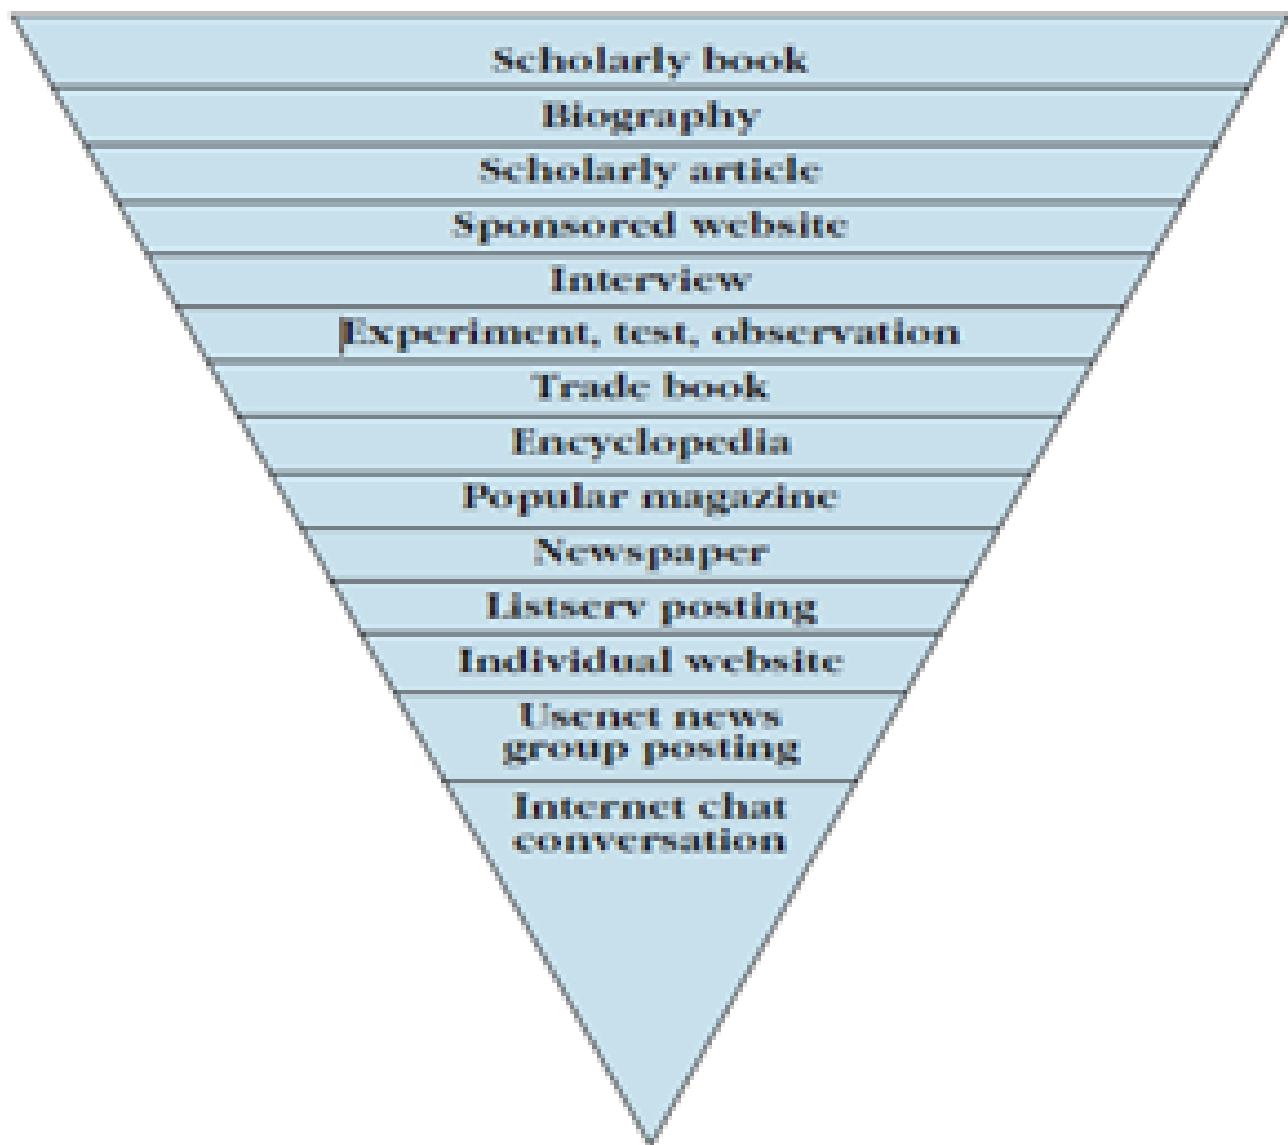 Scholarly book
Biography
Scholarly article
Sponsored website
Interview
Experiment, test, observation
Trade book
Encyclopedia
Popular magazine
Newspaper
Listserv posting
Individual website
Usenet news
group posting
Internet chat
conversation